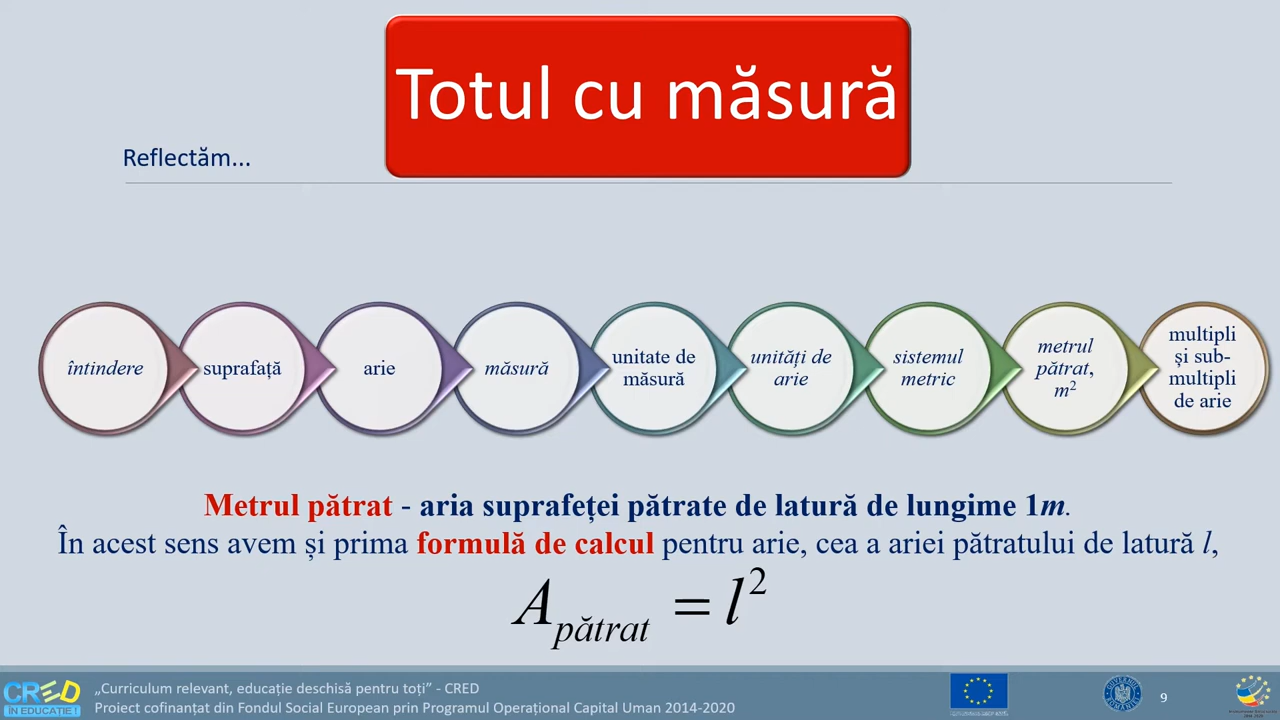 Totul cu măsură
Reflectăm...
întindere
suprafață
arie
măsură
unitate de
măsură
unități de
arie
sistemul
metric
metrul
pătrat,
m²
multipli
și sub-
multipli
de arie
Metrul pătrat - aria suprafeței pătrate de latură de lungime 1m.
În acest sens avem și prima formulă de calcul pentru arie, cea a ariei pătratului de latură l,
A_pătrat = l²
CRED
ÎN EDUCAȚIE !
„Curriculum relevant, educație deschisă pentru toți” - CRED
Proiect cofinanțat din Fondul Social European prin Programul Operațional Capital Uman 2014-2020
9